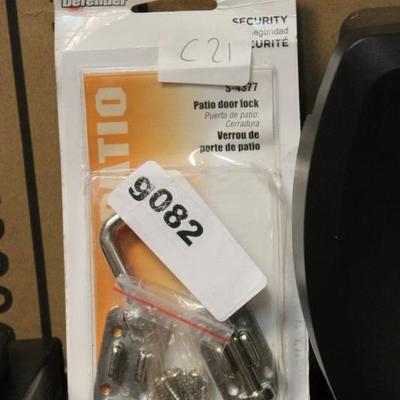 Defender
SECURITY
seguridad
CURITÉ
C21
S-4377
Patio door lock
Puerta de patio:
Cerradura
Verrou de
porte de patio
PATIO
9082